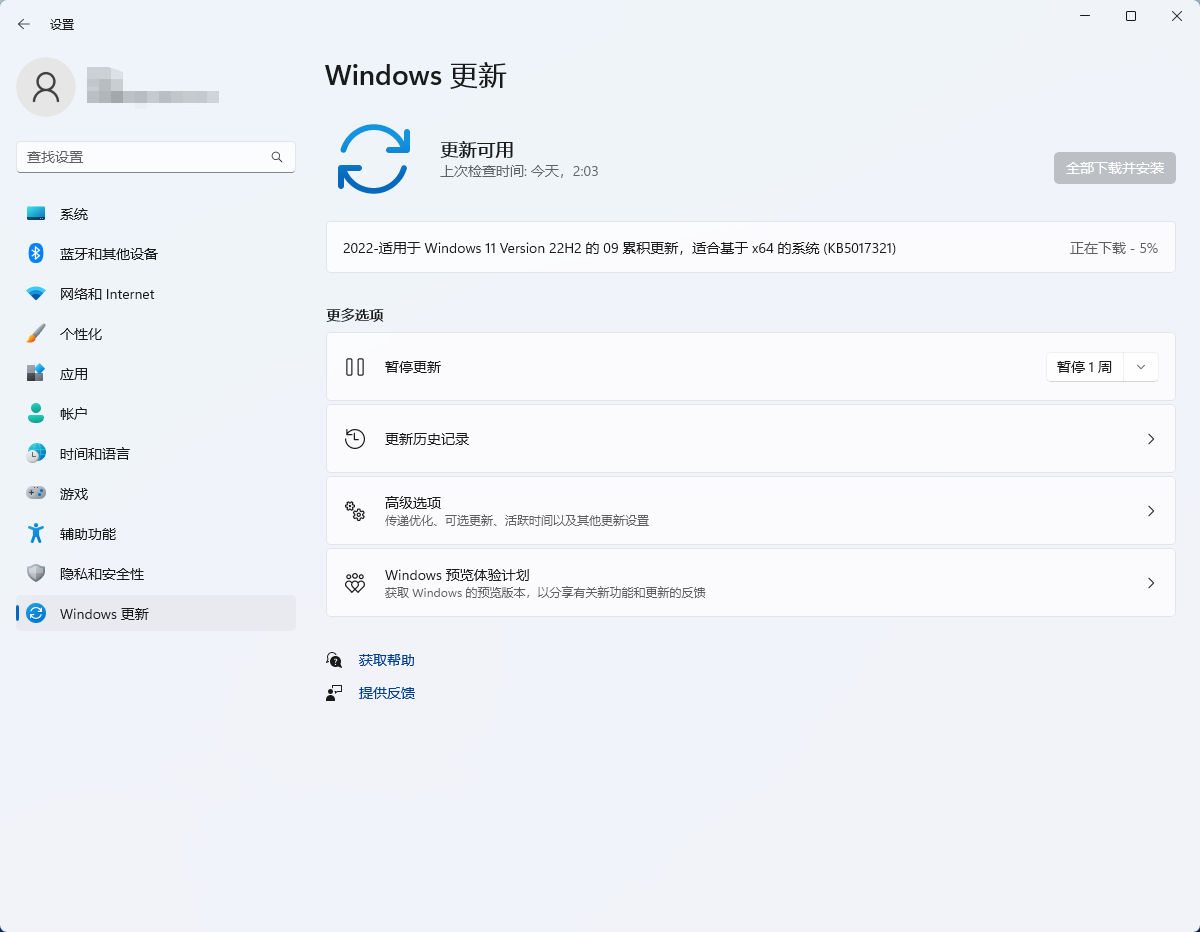 设置
查找设置
系统
蓝牙和其他设备
网络和 Internet
个性化
应用
帐户
时间和语言
游戏
辅助功能
隐私和安全性
Windows 更新
Windows 更新
更新可用
上次检查时间: 今天，2:03
全部下载并安装
2022-适用于 Windows 11 Version 22H2 的 09 累积更新，适合基于 x64 的系统 (KB5017321)
正在下载 - 5%
更多选项
暂停更新
暂停 1 周
更新历史记录
高级选项
传递优化、可选更新、活跃时间以及其他更新设置
Windows 预览体验计划
获取 Windows 的预览版本，以分享有关新功能和更新的反馈
获取帮助
提供反馈